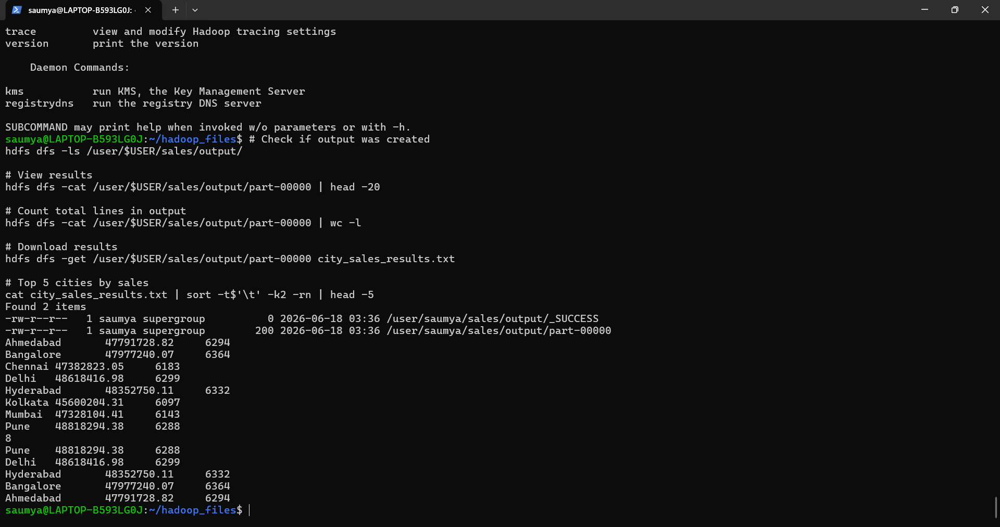 saumya@LAPTOP-B593LG0J: ·
trace         view and modify Hadoop tracing settings
version       print the version
    Daemon Commands:
kms           run KMS, the Key Management Server
registrydns   run the registry DNS server
SUBCOMMAND may print help when invoked w/o parameters or with -h.
saumya@LAPTOP-B593LG0J:~/hadoop_files$ # Check if output was created
hdfs dfs -ls /user/$USER/sales/output/
# View results
hdfs dfs -cat /user/$USER/sales/output/part-00000 | head -20
# Count total lines in output
hdfs dfs -cat /user/$USER/sales/output/part-00000 | wc -l
# Download results
hdfs dfs -get /user/$USER/sales/output/part-00000 city_sales_results.txt
# Top 5 cities by sales
cat city_sales_results.txt | sort -t$'\t' -k2 -rn | head -5
Found 2 items
-rw-r--r--   1 saumya supergroup          0 2026-06-18 03:36 /user/saumya/sales/output/_SUCCESS
-rw-r--r--   1 saumya supergroup        200 2026-06-18 03:36 /user/saumya/sales/output/part-00000
Ahmedabad       47791728.82     6294
Bangalore       47977240.07     6364
Chennai 47382823.05     6183
Delhi   48618416.98     6299
Hyderabad       48352750.11     6332
Kolkata 45600204.31     6097
Mumbai  47328104.41     6143
Pune    48818294.38     6288
8
Pune    48818294.38     6288
Delhi   48618416.98     6299
Hyderabad       48352750.11     6332
Bangalore       47977240.07     6364
Ahmedabad       47791728.82     6294
saumya@LAPTOP-B593LG0J:~/hadoop_files$